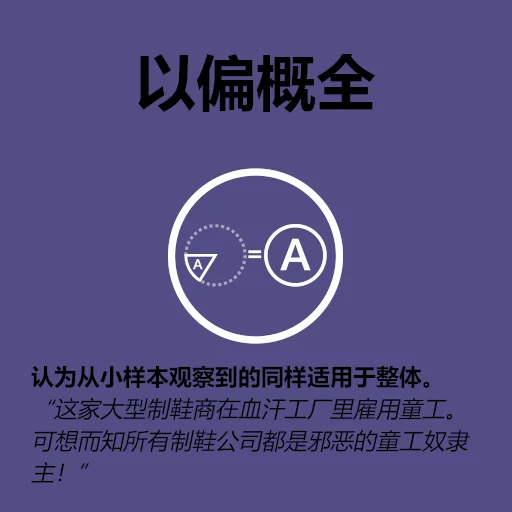 以偏概全
A = A
认为从小样本观察到的同样适用于整体。
“这家大型制鞋商在血汗工厂里雇用童工。
可想而知所有制鞋公司都是邪恶的童工奴隶
主！”